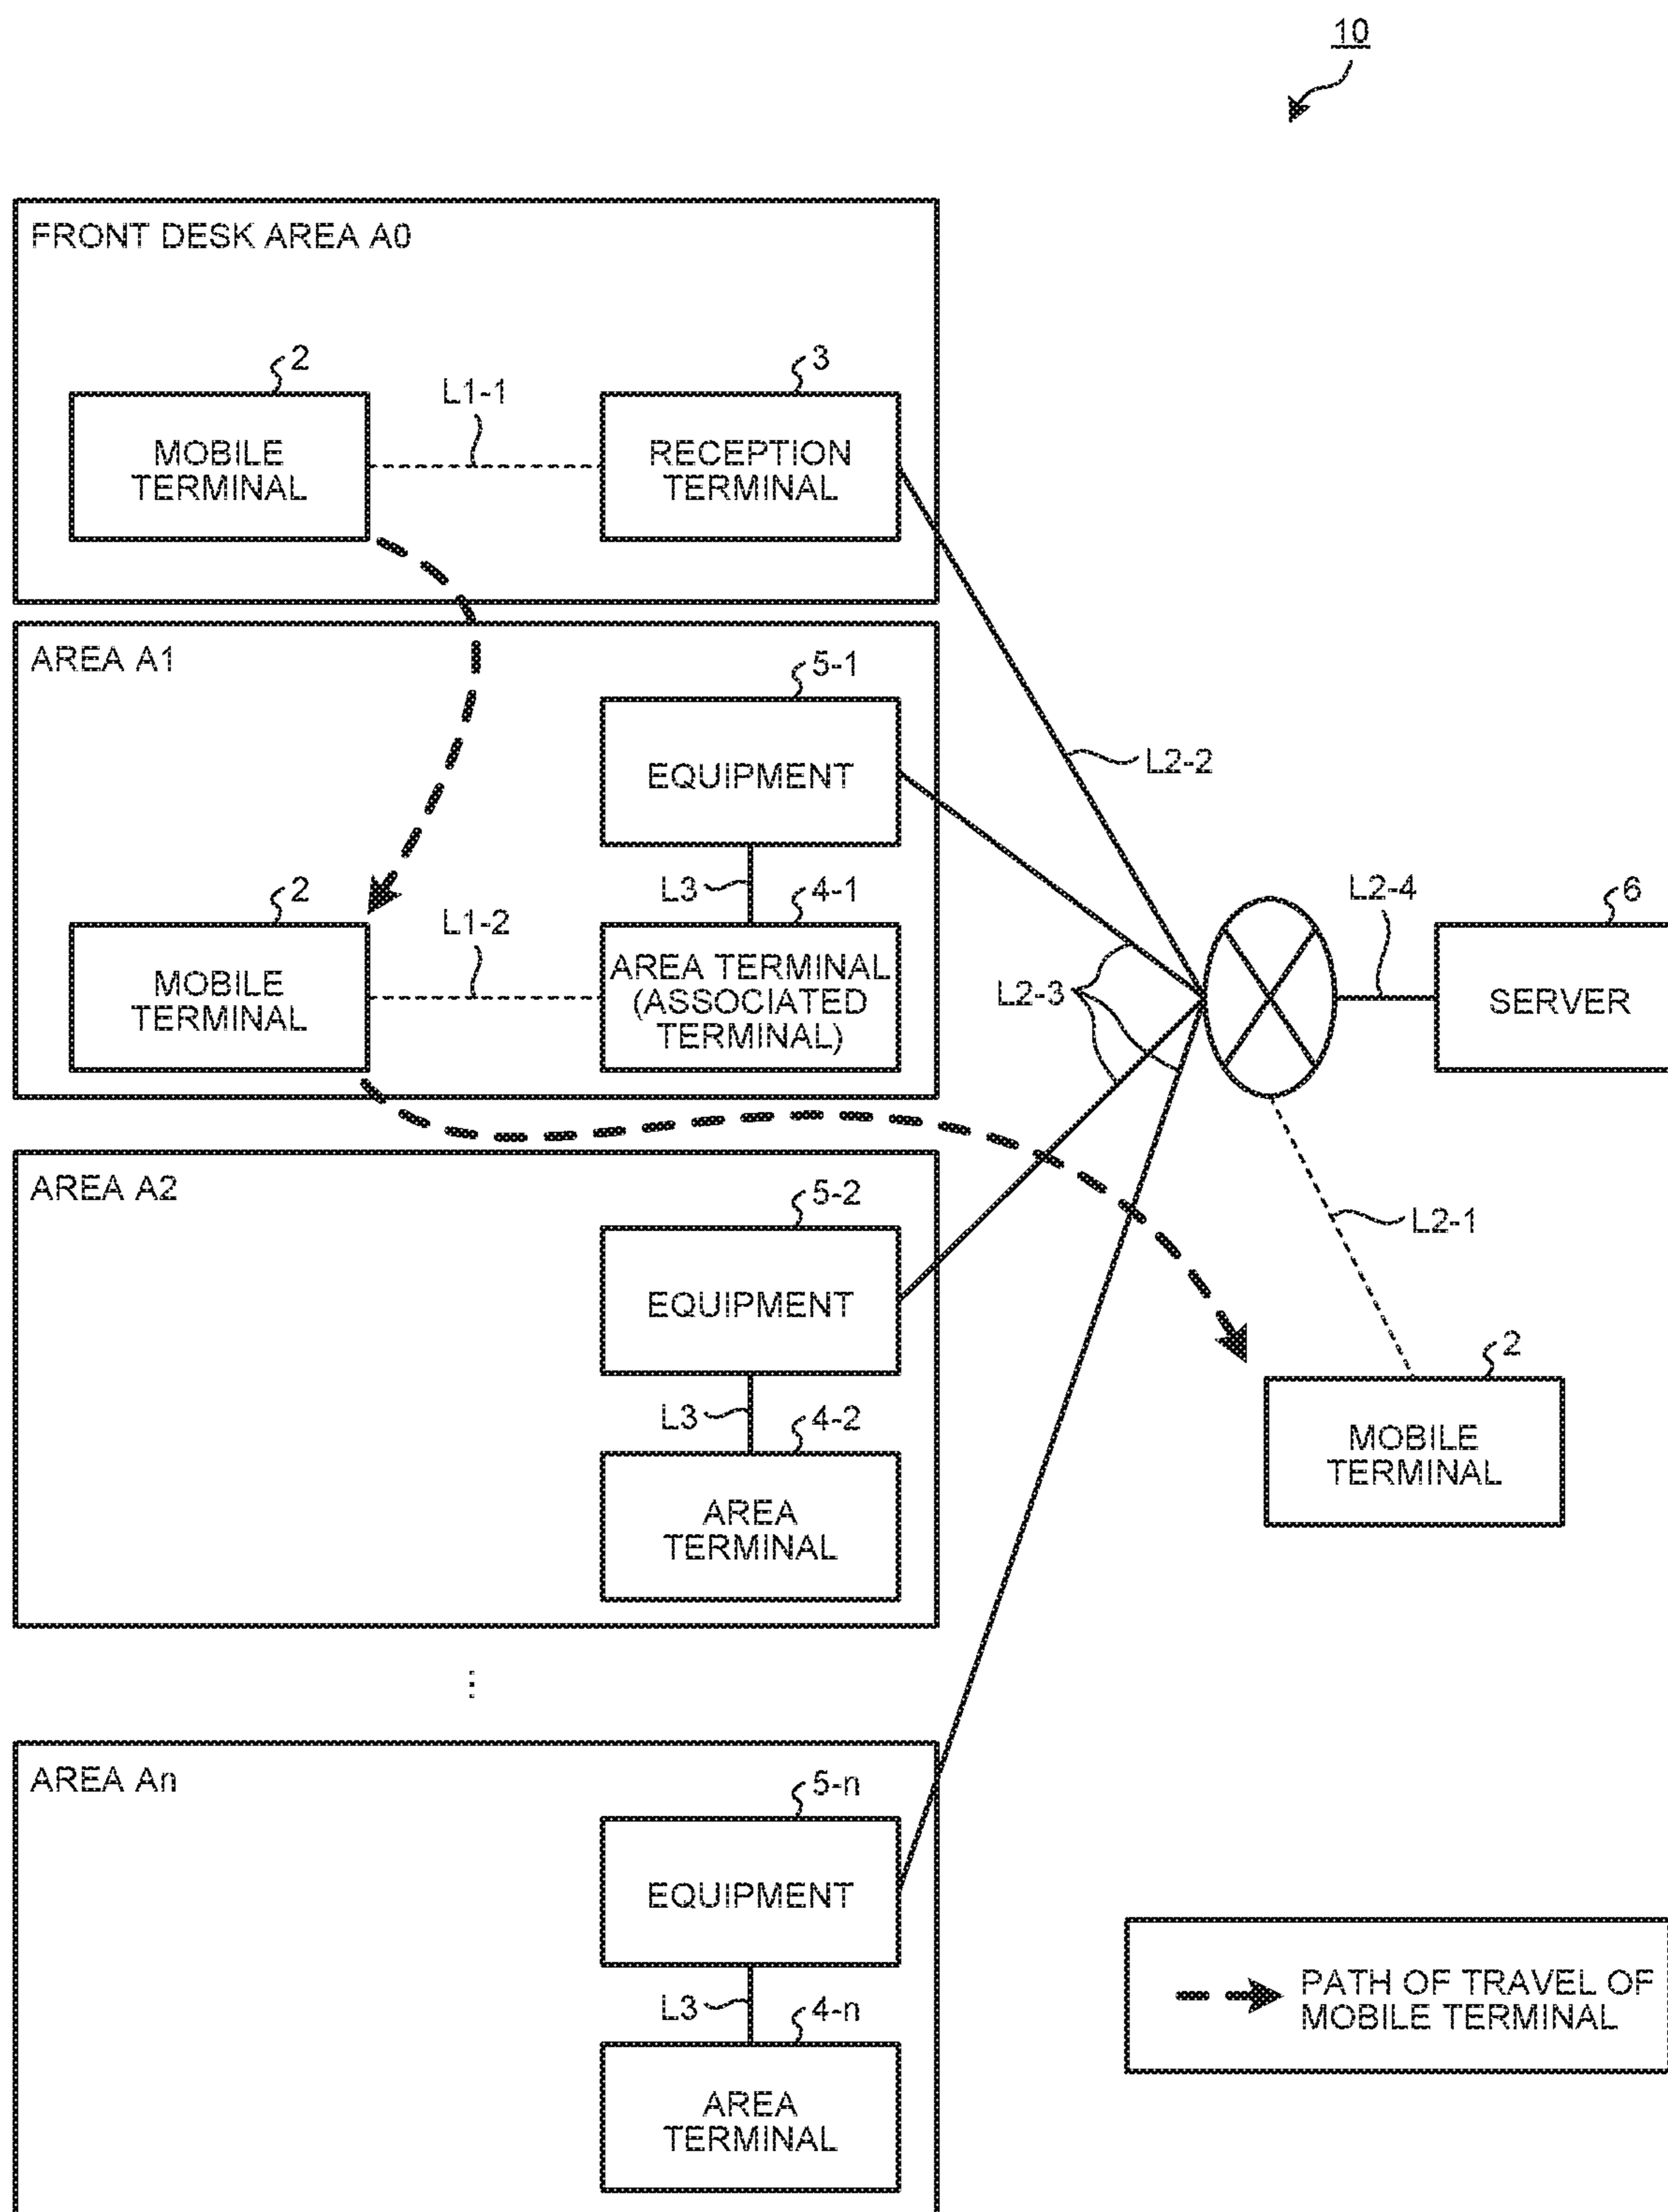 10
FRONT DESK AREA A0
2
3
L1-1
MOBILE
TERMINAL
RECEPTION
TERMINAL
AREA A1
5-1
EQUIPMENT
L2-2
L3
4-1
2
L1-2
MOBILE
TERMINAL
AREA TERMINAL
(ASSOCIATED
TERMINAL)
L2-3
L2-4
6
SERVER
AREA A2
5-2
EQUIPMENT
L2-1
L3
4-2
AREA
TERMINAL
2
MOBILE
TERMINAL
...
AREA An
5-n
EQUIPMENT
L3
4-n
AREA
TERMINAL
PATH OF TRAVEL OF
MOBILE TERMINAL